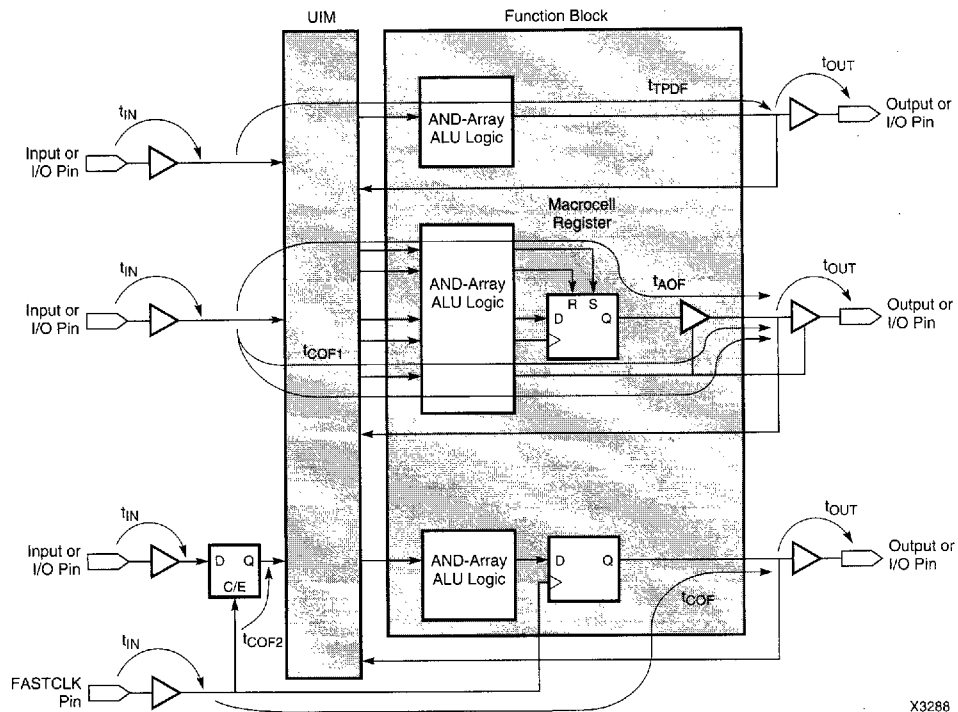 UIM
Function Block
tIN
Input or
I/O Pin
AND-Array
ALU Logic
tTPDF
tOUT
Output or
I/O Pin
Macrocell
Register
tIN
Input or
I/O Pin
tCOF1
AND-Array
ALU Logic
R S
D Q
tAOF
tOUT
Output or
I/O Pin
tIN
Input or
I/O Pin
D Q
C/E
tCOF2
AND-Array
ALU Logic
D Q
tCOF
tOUT
Output or
I/O Pin
tIN
FASTCLK
Pin
X3288